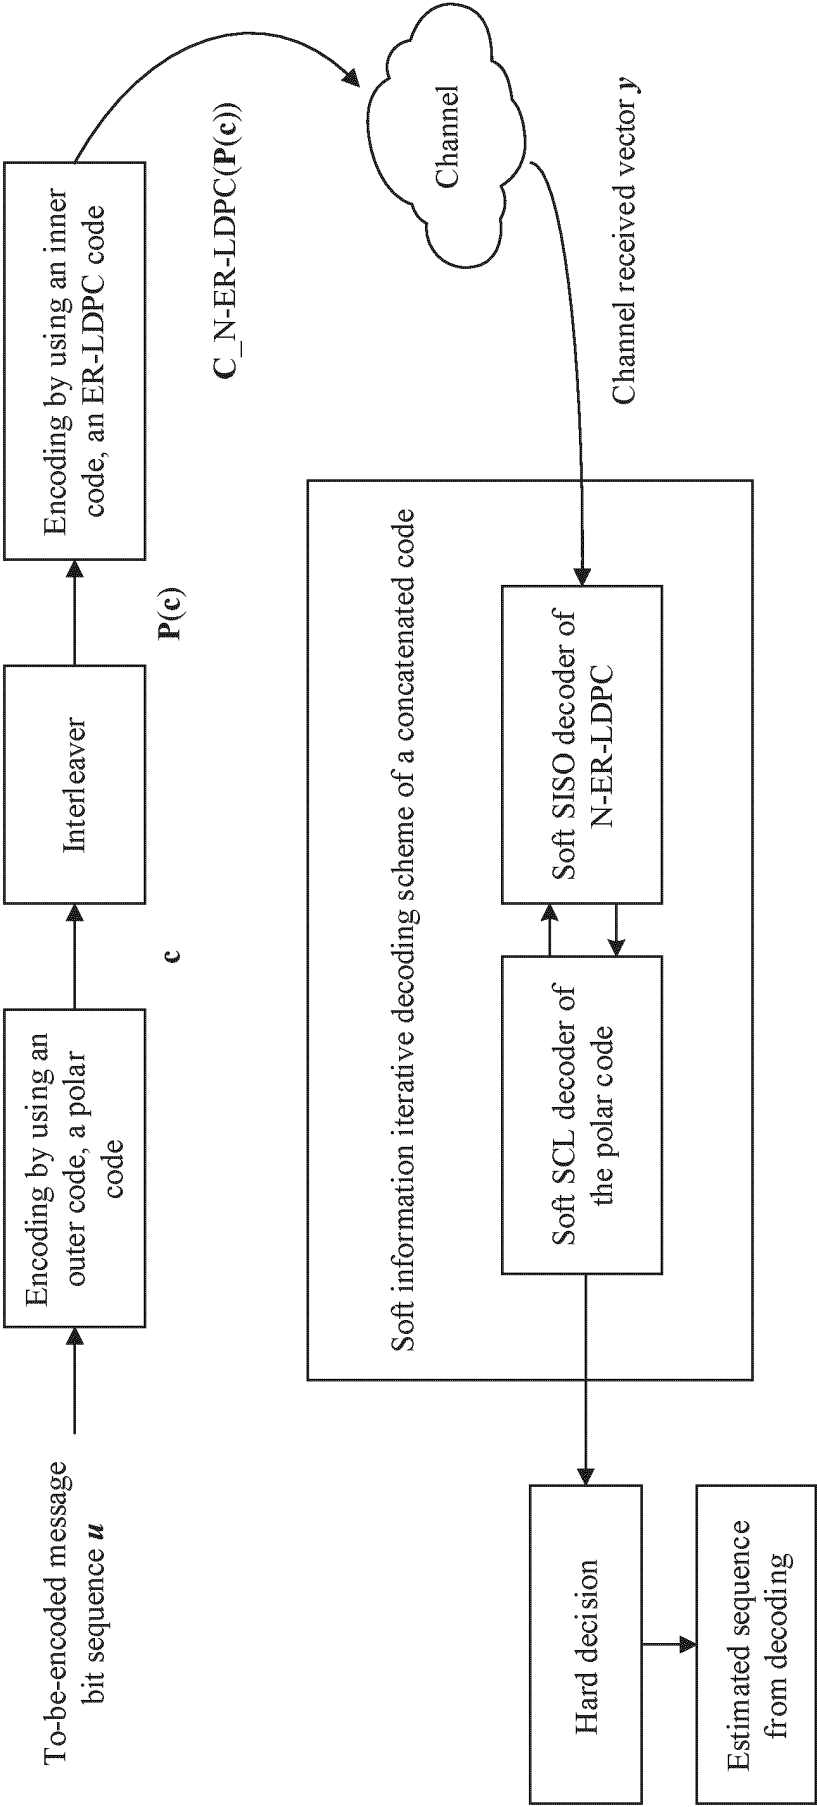 To-be-encoded message
bit sequence u
Encoding by using an
outer code, a polar
code
c
Interleaver
P(c)
Encoding by using an inner
code, an ER-LDPC code
C_N-ER-LDPC(P(c))
Channel
Channel received vector y
Soft information iterative decoding scheme of a concatenated code
Soft SISO decoder of
N-ER-LDPC
Soft SCL decoder of
the polar code
Hard decision
Estimated sequence
from decoding